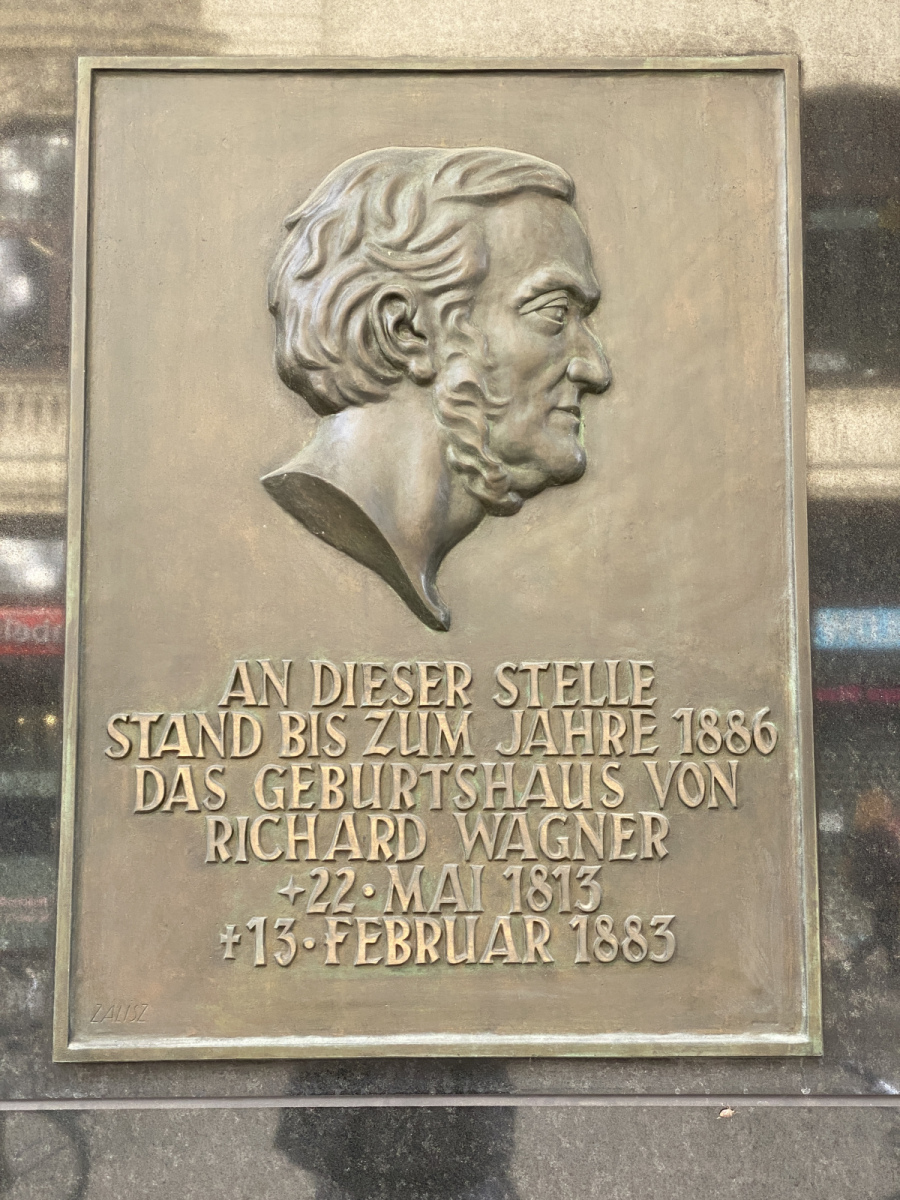 AN DIESER STELLE
STAND BIS ZUM JAHRE 1886
DAS GEBURTSHAUS VON
RICHARD WAGNER
+22·MAI 1813
✝13·FEBRUAR 1883
ZALISZ